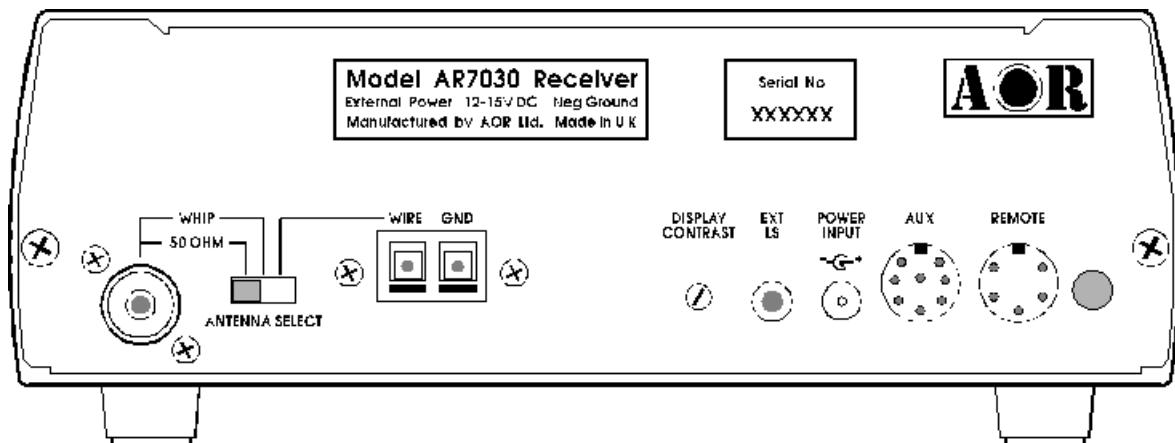 Model AR7030 Receiver
External Power 12-15V DC Neg Ground
Manufactured by AOR Ltd. Made in U K
Serial No
XXXXXX
AOR
WHIP
50 OHM
WIRE GND
ANTENNA SELECT
DISPLAY
CONTRAST
EXT
LS
POWER
INPUT
AUX
REMOTE